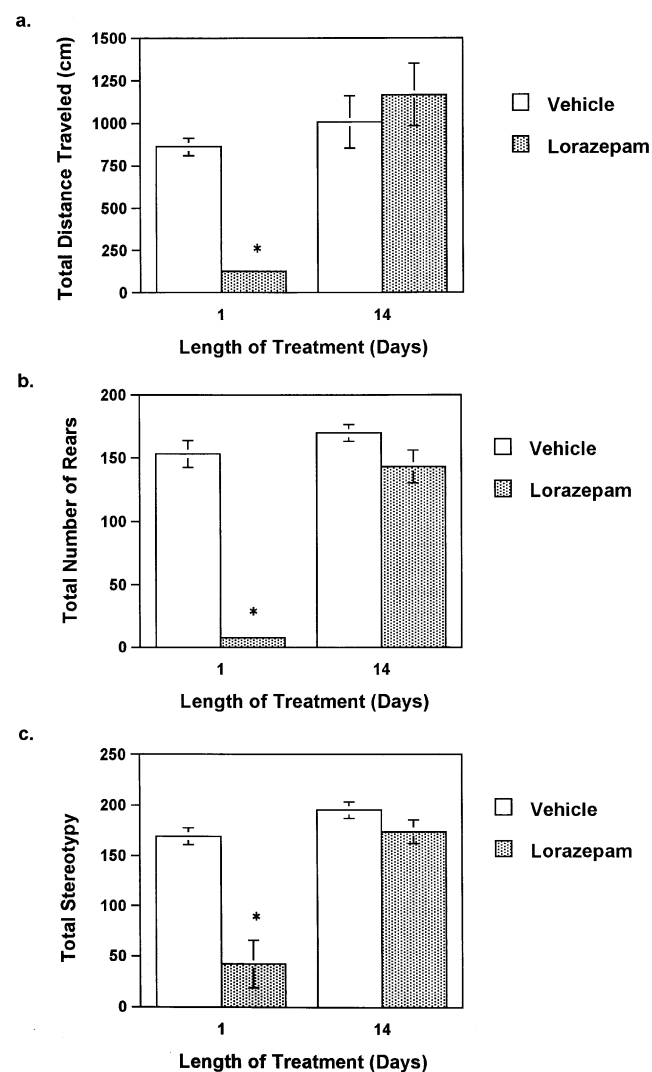 a.
Total Distance Traveled (cm)
1500
1250
1000
750
500
250
0
*
1
14
Length of Treatment (Days)
Vehicle
Lorazepam
b.
Total Number of Rears
200
150
100
50
0
*
1
14
Length of Treatment (Days)
Vehicle
Lorazepam
c.
Total Stereotypy
250
200
150
100
50
0
*
1
14
Length of Treatment (Days)
Vehicle
Lorazepam